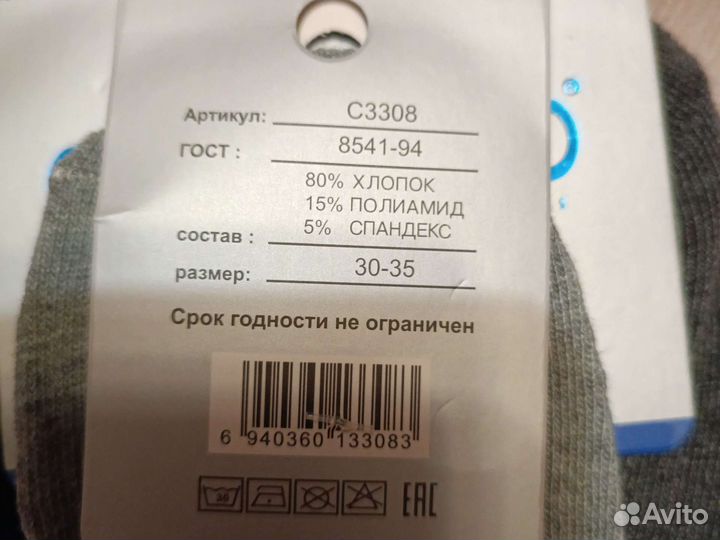 Артикул: С3308
ГОСТ : 8541-94
80% ХЛОПОК
15% ПОЛИАМИД
состав : 5% СПАНДЕКС
размер: 30-35
Срок годности не ограничен
6 940360 133083
30
EAC
Avito